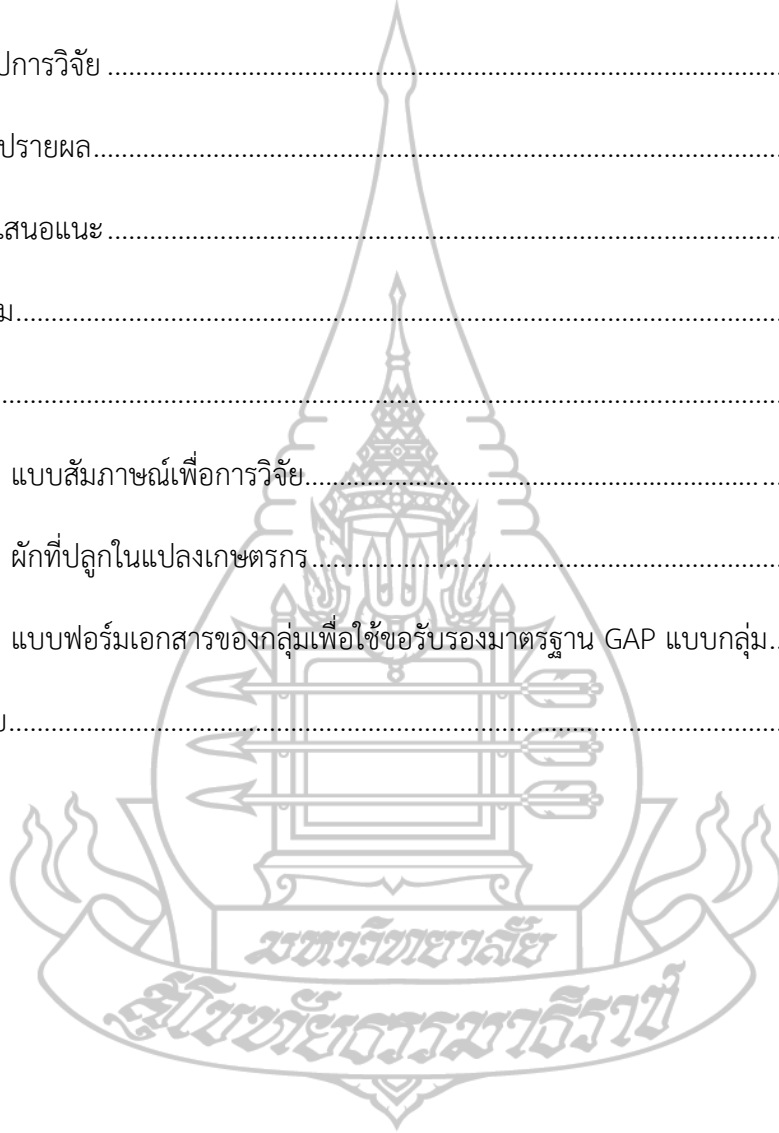 ปการวิจัย ....................................................................................................
ปรายผล.......................................................................................................
เสนอแนะ ....................................................................................................
ม...................................................................................................................
.....................................................................................................................
แบบสัมภาษณ์เพื่อการวิจัย.......................................................................
ผักที่ปลูกในแปลงเกษตรกร.......................................................................
แบบฟอร์มเอกสารของกลุ่มเพื่อใช้ขอรับรองมาตรฐาน GAP แบบกลุ่ม..
.....................................................................................................................
มหาวิทยาลัย
สุโขทัยธรรมาธิราช